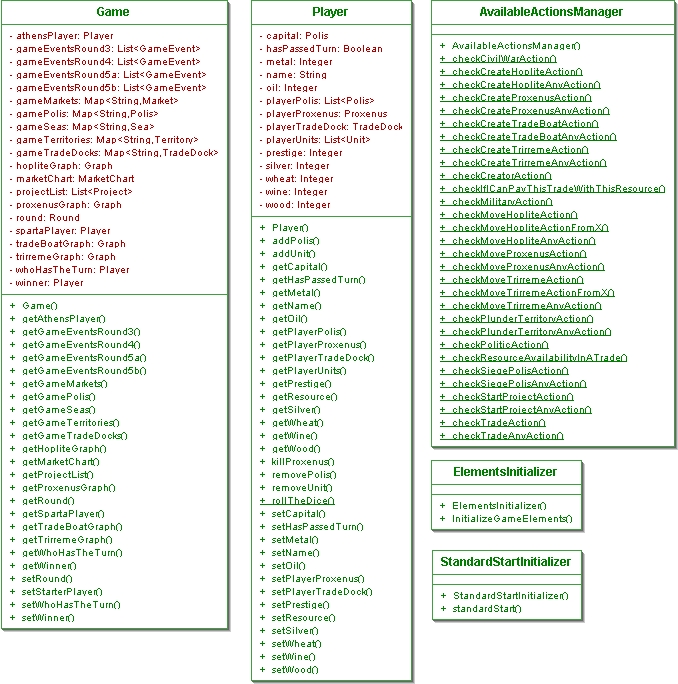 Game
- athensPlayer: Player
- gameEventsRound3: List<GameEvent>
- gameEventsRound4: List<GameEvent>
- gameEventsRound5a: List<GameEvent>
- gameEventsRound5b: List<GameEvent>
- gameMarkets: Map<String,Market>
- gamePolis: Map<String,Polis>
- gameSeas: Map<String,Sea>
- gameTerritories: Map<String,Territory>
- gameTradeDocks: Map<String,TradeDock>
- hopliteGraph: Graph
- marketChart: MarketChart
- projectList: List<Project>
- proxenusGraph: Graph
- round: Round
- spartaPlayer: Player
- tradeBoatGraph: Graph
- trirremeGraph: Graph
- whoHasTheTurn: Player
- winner: Player
+ Game()
+ getAthensPlayer()
+ getGameEventsRound3()
+ getGameEventsRound4()
+ getGameEventsRound5a()
+ getGameEventsRound5b()
+ getGameMarkets()
+ getGamePolis()
+ getGameSeas()
+ getGameTerritories()
+ getGameTradeDocks()
+ getHopliteGraph()
+ getMarketChart()
+ getProjectList()
+ getProxenusGraph()
+ getRound()
+ getSpartaPlayer()
+ getTradeBoatGraph()
+ getTrirremeGraph()
+ getWhoHasTheTurn()
+ getWinner()
+ setRound()
+ setStarterPlayer()
+ setWhoHasTheTurn()
+ setWinner()
Player
- capital: Polis
- hasPassedTurn: Boolean
- metal: Integer
- name: String
- oil: Integer
- playerPolis: List<Polis>
- playerProxenus: Proxenus
- playerTradeDock: TradeDock
- playerUnits: List<Unit>
- prestige: Integer
- silver: Integer
- wheat: Integer
- wine: Integer
- wood: Integer
+ Player()
+ addPolis()
+ addUnit()
+ getCapital()
+ getHasPassedTurn()
+ getMetal()
+ getName()
+ getOil()
+ getPlayerPolis()
+ getPlayerProxenus()
+ getPlayerTradeDock()
+ getPlayerUnits()
+ getPrestige()
+ getResource()
+ getSilver()
+ getWheat()
+ getWine()
+ getWood()
+ killProxenus()
+ removePolis()
+ removeUnit()
+ rollTheDice()
+ setCapital()
+ setHasPassedTurn()
+ setMetal()
+ setName()
+ setOil()
+ setPlayerProxenus()
+ setPlayerTradeDock()
+ setPrestige()
+ setResource()
+ setSilver()
+ setWheat()
+ setWine()
+ setWood()
AvailableActionsManager
+ AvailableActionsManager()
+ checkCivilWarAction()
+ checkCreateHopliteAction()
+ checkCreateHopliteAnyAction()
+ checkCreateProxenusAction()
+ checkCreateProxenusAnyAction()
+ checkCreateTradeBoatAction()
+ checkCreateTradeBoatAnyAction()
+ checkCreateTrirremeAction()
+ checkCreateTrirremeAnyAction()
+ checkCreatorAction()
+ checkIfICanPayThisTradeWithThisResource()
+ checkMilitaryAction()
+ checkMoveHopliteAction()
+ checkMoveHopliteActionFromX()
+ checkMoveHopliteAnyAction()
+ checkMoveProxenusAction()
+ checkMoveProxenusAnyAction()
+ checkMoveTrirremeAction()
+ checkMoveTrirremeActionFromX()
+ checkMoveTrirremeAnyAction()
+ checkPlunderTerritoryAction()
+ checkPlunderTerritoryAnyAction()
+ checkPoliticAction()
+ checkResourceAvailabilityInATrade()
+ checkSiegePolisAction()
+ checkSiegePolisAnyAction()
+ checkStartProjectAction()
+ checkStartProjectAnyAction()
+ checkTradeAction()
+ checkTradeAnyAction()
ElementsInitializer
+ ElementsInitializer()
+ InitializeGameElements()
StandardStartInitializer
+ StandardStartInitializer()
+ standardStart()